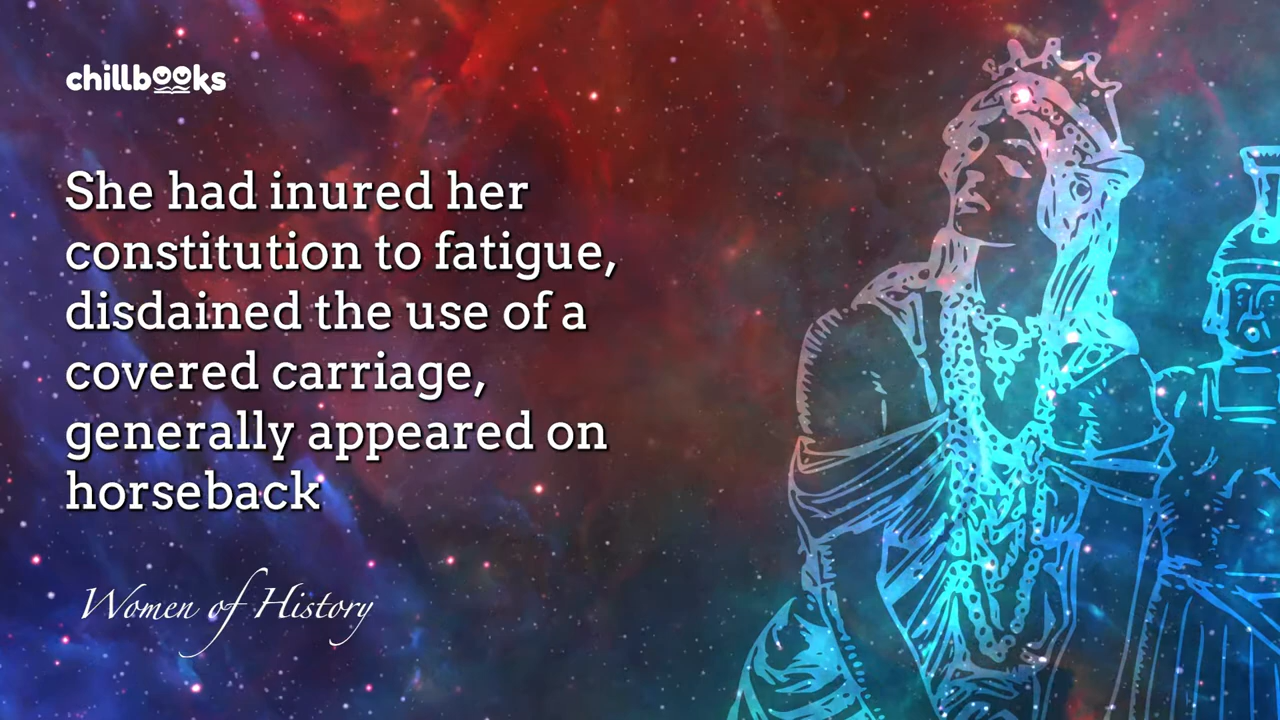 chillbooks
She had inured her
constitution to fatigue,
disdained the use of a
covered carriage,
generally appeared on
horseback
Women of History